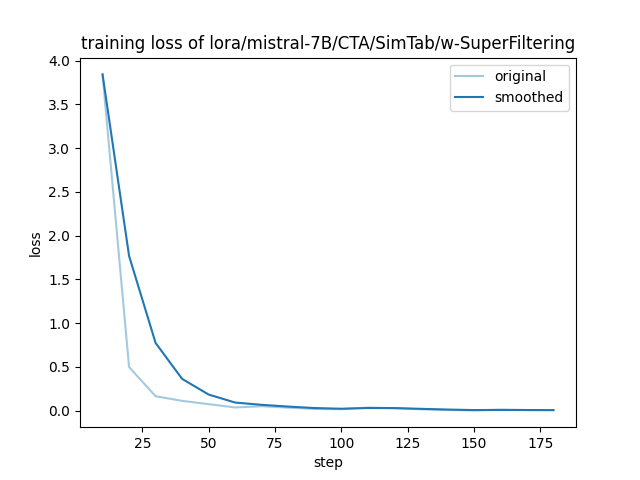 training loss of lora/mistral-7B/CTA/SimTab/w-SuperFiltering
original
smoothed
loss
4.0
3.5
3.0
2.5
2.0
1.5
1.0
0.5
0.0
25 50 75 100 125 150 175
step